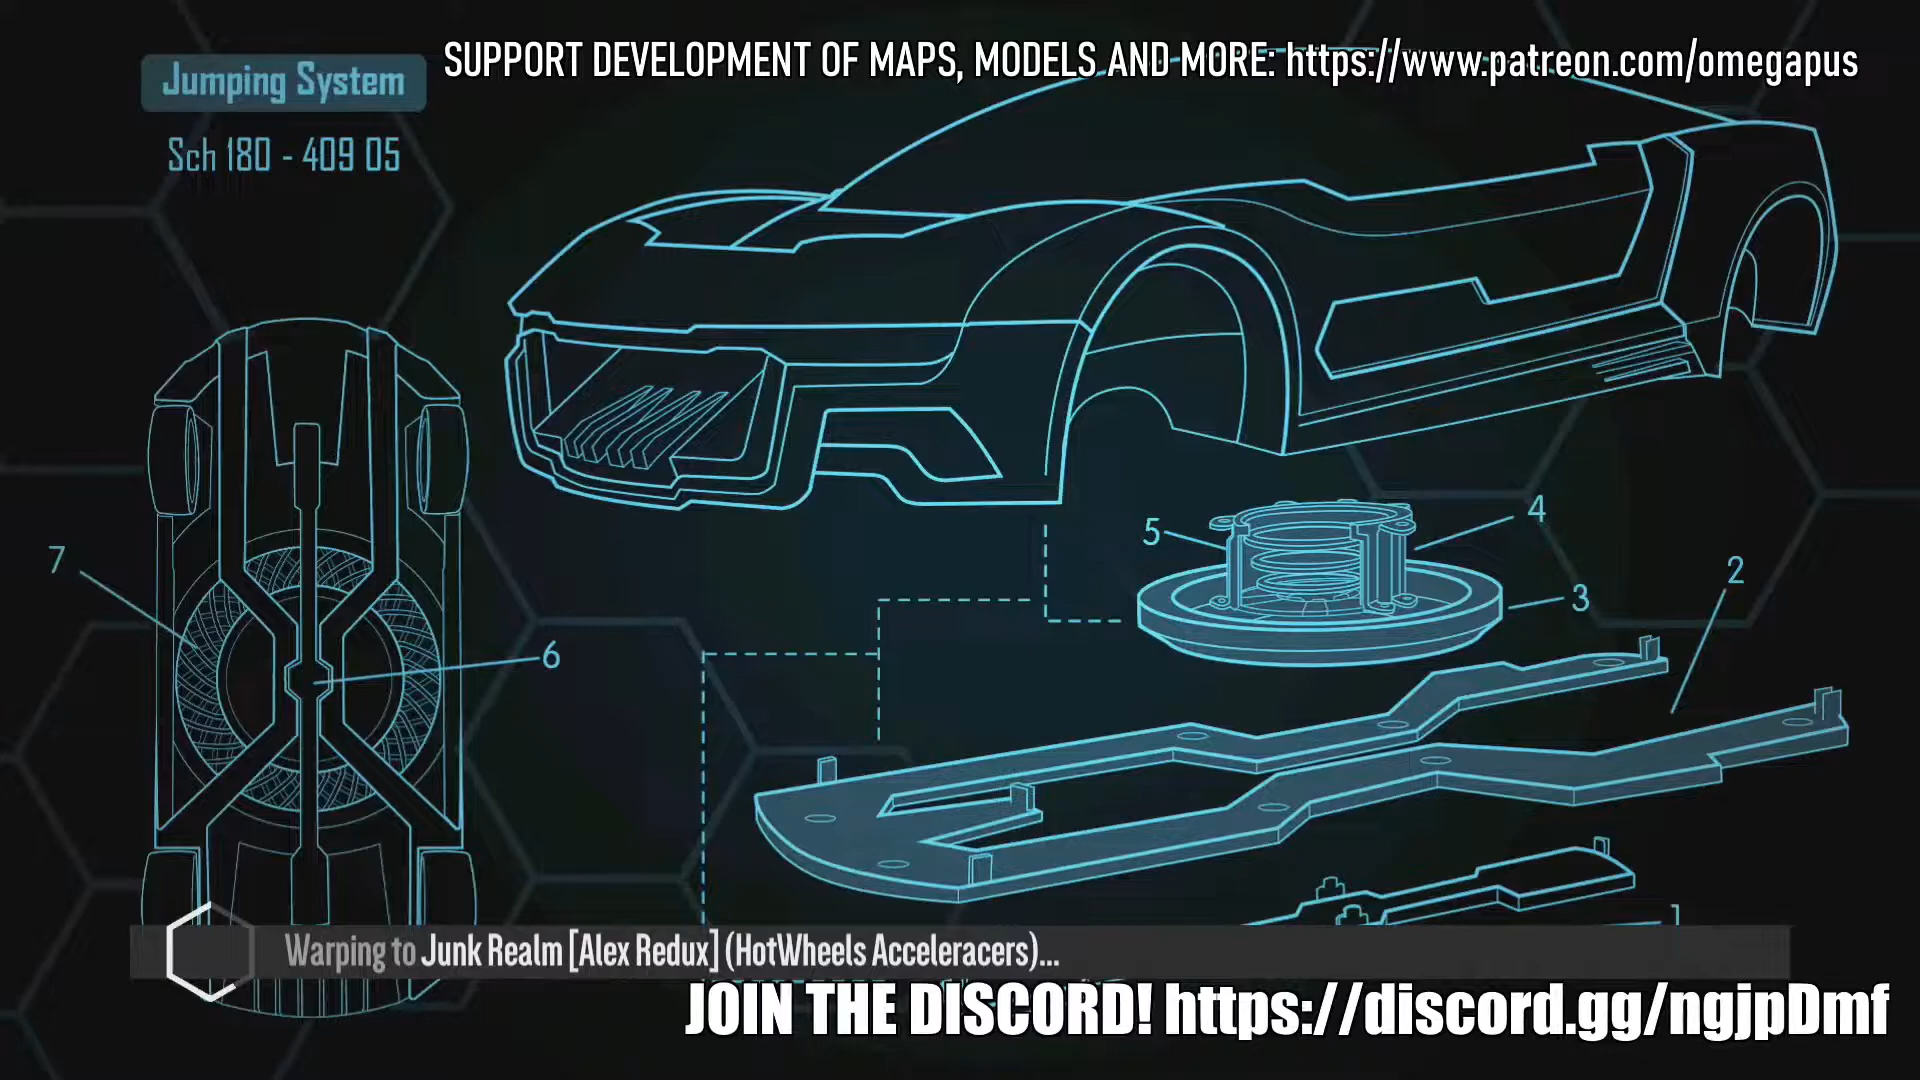 SUPPORT DEVELOPMENT OF MAPS, MODELS AND MORE: https://www.patreon.com/omegapus
Jumping System
Sch 180 - 409 05
5
4
2
3
7
6
1
Warping to Junk Realm [Alex Redux] (HotWheels Acceleracers)...
JOIN THE DISCORD! https://discord.gg/ngjpDmf